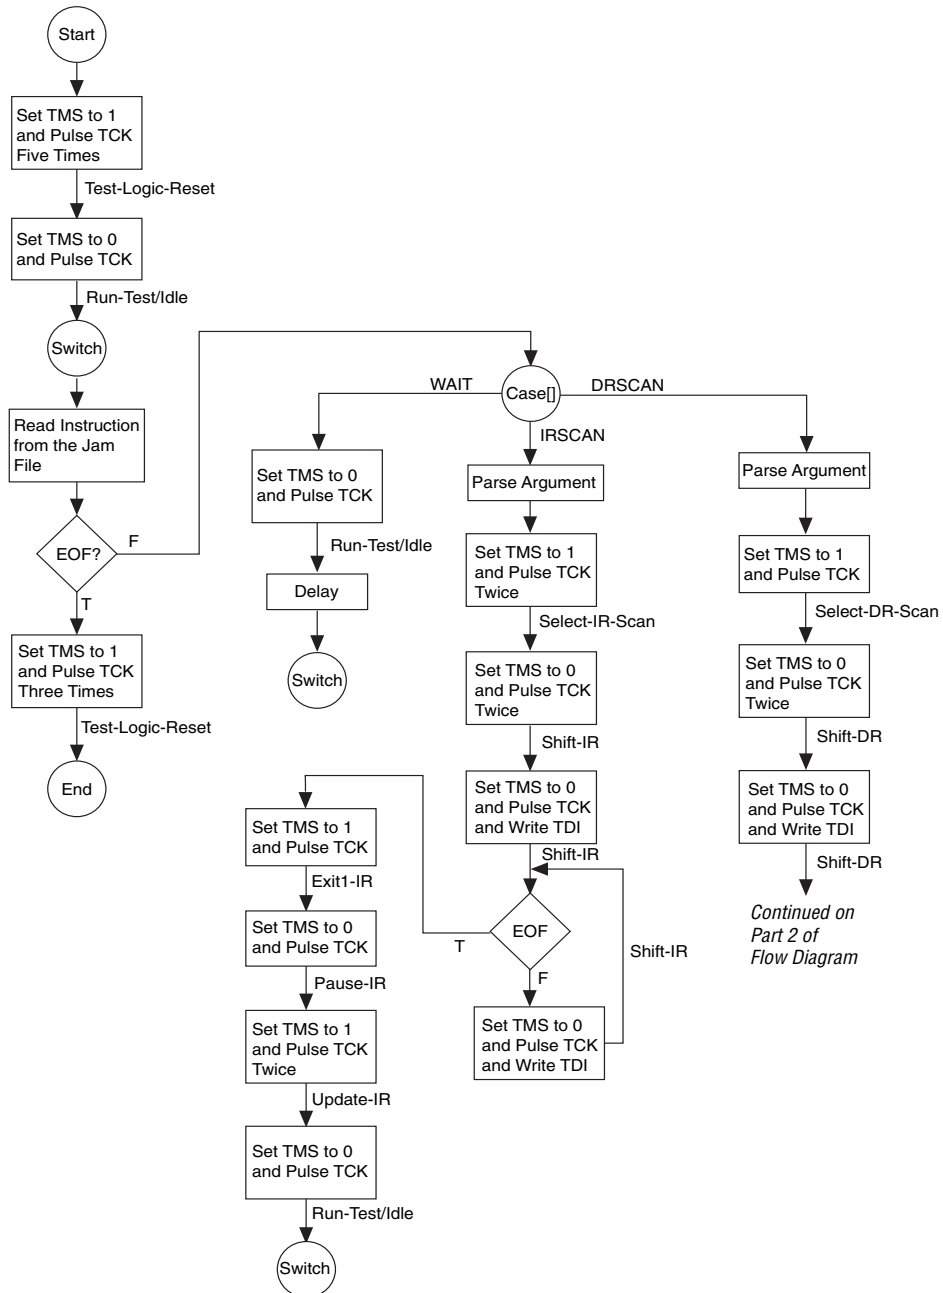 Start
Set TMS to 1
and Pulse TCK
Five Times
Test-Logic-Reset
Set TMS to 0
and Pulse TCK
Run-Test/Idle
Switch
Read Instruction
from the Jam
File
EOF?
F
T
Set TMS to 1
and Pulse TCK
Three Times
Test-Logic-Reset
End
Case[]
WAIT
Set TMS to 0
and Pulse TCK
Run-Test/Idle
Delay
Switch
IRSCAN
Parse Argument
Set TMS to 1
and Pulse TCK
Twice
Select-IR-Scan
Set TMS to 0
and Pulse TCK
Twice
Shift-IR
Set TMS to 0
and Pulse TCK
and Write TDI
Shift-IR
EOF
T
F
Set TMS to 0
and Pulse TCK
and Write TDI
Shift-IR
Set TMS to 1
and Pulse TCK
Exit1-IR
Set TMS to 0
and Pulse TCK
Pause-IR
Set TMS to 1
and Pulse TCK
Twice
Update-IR
Set TMS to 0
and Pulse TCK
Run-Test/Idle
Switch
DRSCAN
Parse Argument
Set TMS to 1
and Pulse TCK
Select-DR-Scan
Set TMS to 0
and Pulse TCK
Twice
Shift-DR
Set TMS to 0
and Pulse TCK
and Write TDI
Shift-DR
Continued on
Part 2 of
Flow Diagram